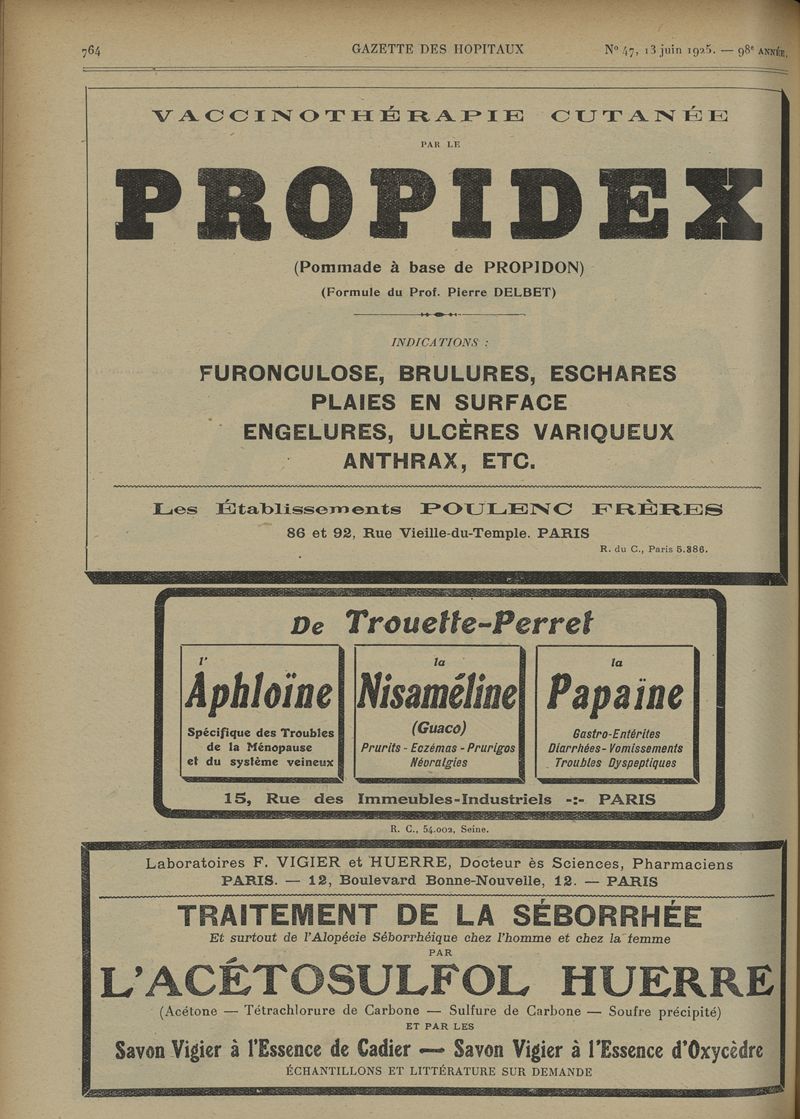 764 GAZETTE DES HOPITAUX N° 47, 13 juin 1925. — 98e ANNÉE.
VACCINOTHÉRAPIE CUTANÉE
PAR LE
PROPIDEX
(Pommade à base de PROPIDON)
(Formule du Prof. Pierre DELBET)
INDICATIONS :
FURONCULOSE, BRULURES, ESCHARES
PLAIES EN SURFACE
ENGELURES, ULCÈRES VARIQUEUX
ANTHRAX, ETC.
Les Établissements POULENC FRÈRES
86 et 92, Rue Vieille-du-Temple. PARIS
R. du C., Paris 5.386.
De Trouette-Perret
l'
Aphloïne
Spécifique des Troubles
de la Ménopause
et du système veineux
la
Nisaméline
(Guaco)
Prurits - Eczémas - Prurigos
Névralgies
la
Papaïne
Gastro-Entérites
Diarrhées - Vomissements
Troubles Dyspeptiques
15, Rue des Immeubles-Industriels -:- PARIS
R. C., 54.002, Seine.
Laboratoires F. VIGIER et HUERRE, Docteur ès Sciences, Pharmaciens
PARIS. — 12, Boulevard Bonne-Nouvelle, 12. — PARIS
TRAITEMENT DE LA SÉBORRHÉE
Et surtout de l'Alopécie Séborrhéique chez l'homme et chez la femme
PAR
L'ACÉTOSULFOL HUERRE
(Acétone — Tétrachlorure de Carbone — Sulfure de Carbone — Soufre précipité)
ET PAR LES
Savon Vigier à l'Essence de Cadier — Savon Vigier à l'Essence d'Oxycèdre
ÉCHANTILLONS ET LITTÉRATURE SUR DEMANDE